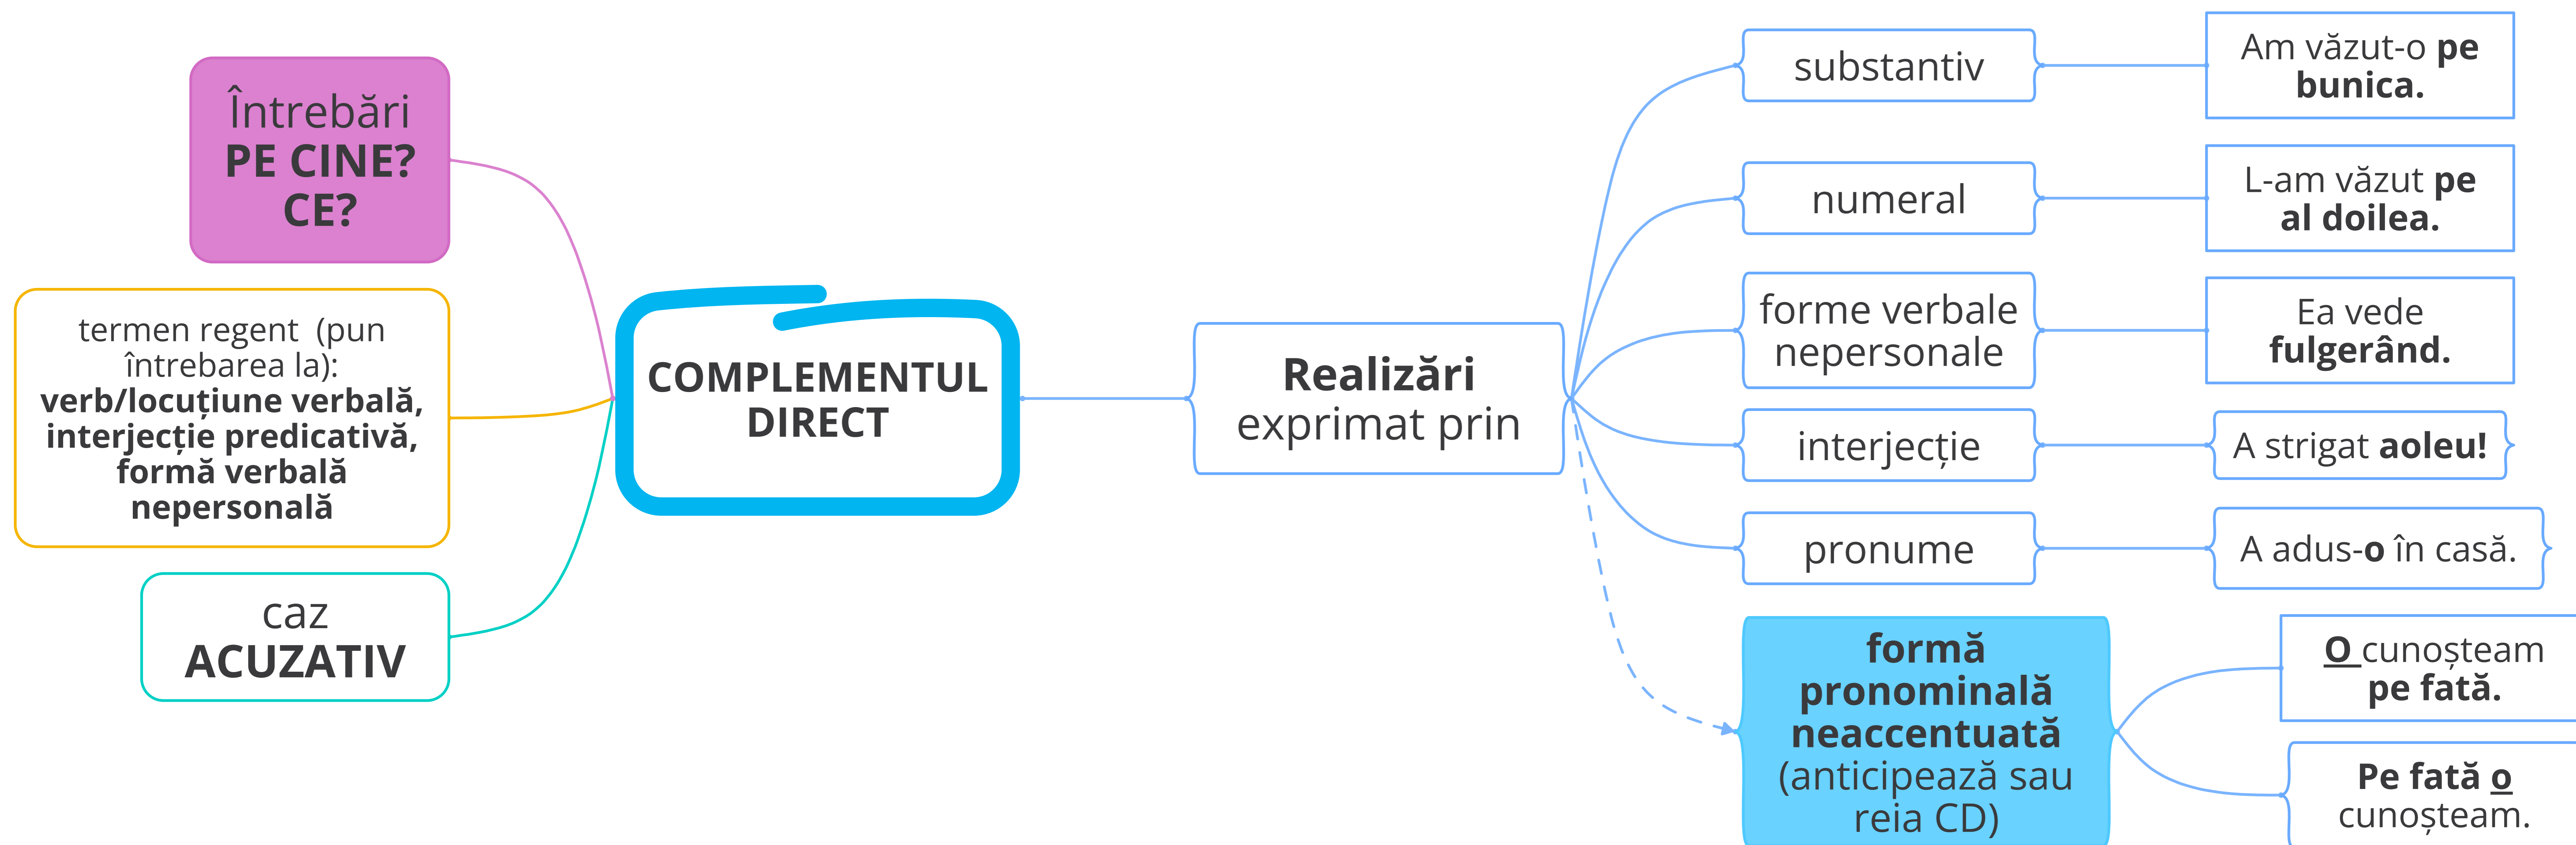 Întrebări
PE CINE?
CE?
termen regent  (pun
întrebarea la):
verb/locuțiune verbală,
interjecție predicativă,
formă verbală
nepersonală
caz
ACUZATIV
COMPLEMENTUL
DIRECT
Realizări
exprimat prin
substantiv
Am văzut-o pe
bunica.
numeral
L-am văzut pe
al doilea.
forme verbale
nepersonale
Ea vede
fulgerând.
interjecție
A strigat aoleu!
pronume
A adus-o în casă.
formă
pronominală
neaccentuată
(anticipează sau
reia CD)
O cunoșteam
pe fată.
Pe fată o
cunoșteam.